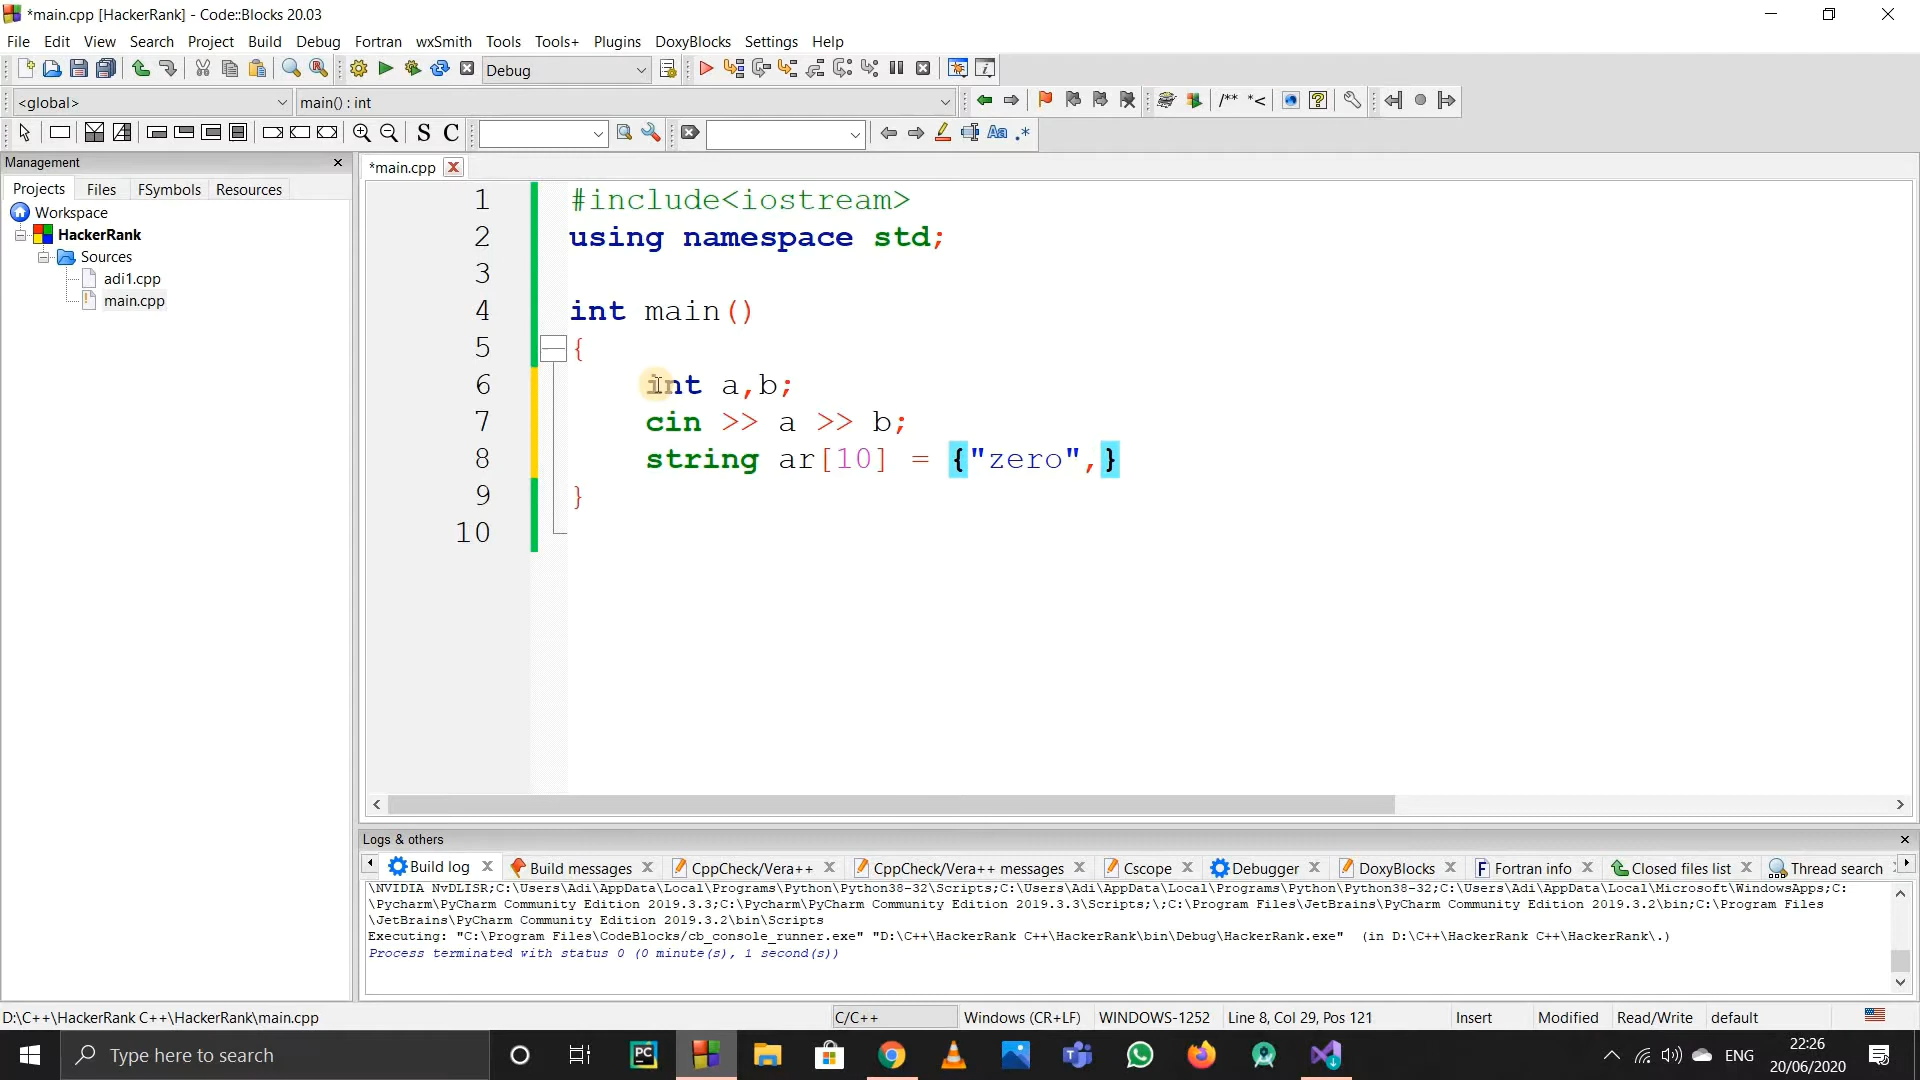 *main.cpp [HackerRank] - Code::Blocks 20.03
File Edit View Search Project Build Debug Fortran wxSmith Tools Tools+ Plugins DoxyBlocks Settings Help
Debug
<global> main() : int /** *<
S C Aa .*
Management
Projects Files FSymbols Resources
Workspace
HackerRank
Sources
adi1.cpp
main.cpp
*main.cpp
1 #include<iostream>
2 using namespace std;
3
4 int main()
5 {
6 int a,b;
7 cin >> a >> b;
8 string ar[10] = {"zero",}
9 }
10
Logs & others
Build log Build messages CppCheck/Vera++ CppCheck/Vera++ messages Cscope Debugger DoxyBlocks Fortran info Closed files list Thread search
\NVIDIA NvDLISR;C:\Users\Adi\AppData\Local\Programs\Python\Python38-32\Scripts;C:\Users\Adi\AppData\Local\Programs\Python\Python38-32;C:\Users\Adi\AppData\Local\Microsoft\WindowsApps;C:
\Pycharm\PyCharm Community Edition 2019.3.3;C:\Pycharm\PyCharm Community Edition 2019.3.3\Scripts;\;C:\Program Files\JetBrains\PyCharm Community Edition 2019.3.2\bin;C:\Program Files
\JetBrains\PyCharm Community Edition 2019.3.2\bin\Scripts
Executing: "C:\Program Files\CodeBlocks/cb_console_runner.exe" "D:\C++\HackerRank C++\HackerRank\bin\Debug\HackerRank.exe"  (in D:\C++\HackerRank C++\HackerRank\.)
Process terminated with status 0 (0 minute(s), 1 second(s))
D:\C++\HackerRank C++\HackerRank\main.cpp C/C++ Windows (CR+LF) WINDOWS-1252 Line 8, Col 29, Pos 121 Insert Modified Read/Write default
Type here to search PC ENG 22:26
20/06/2020